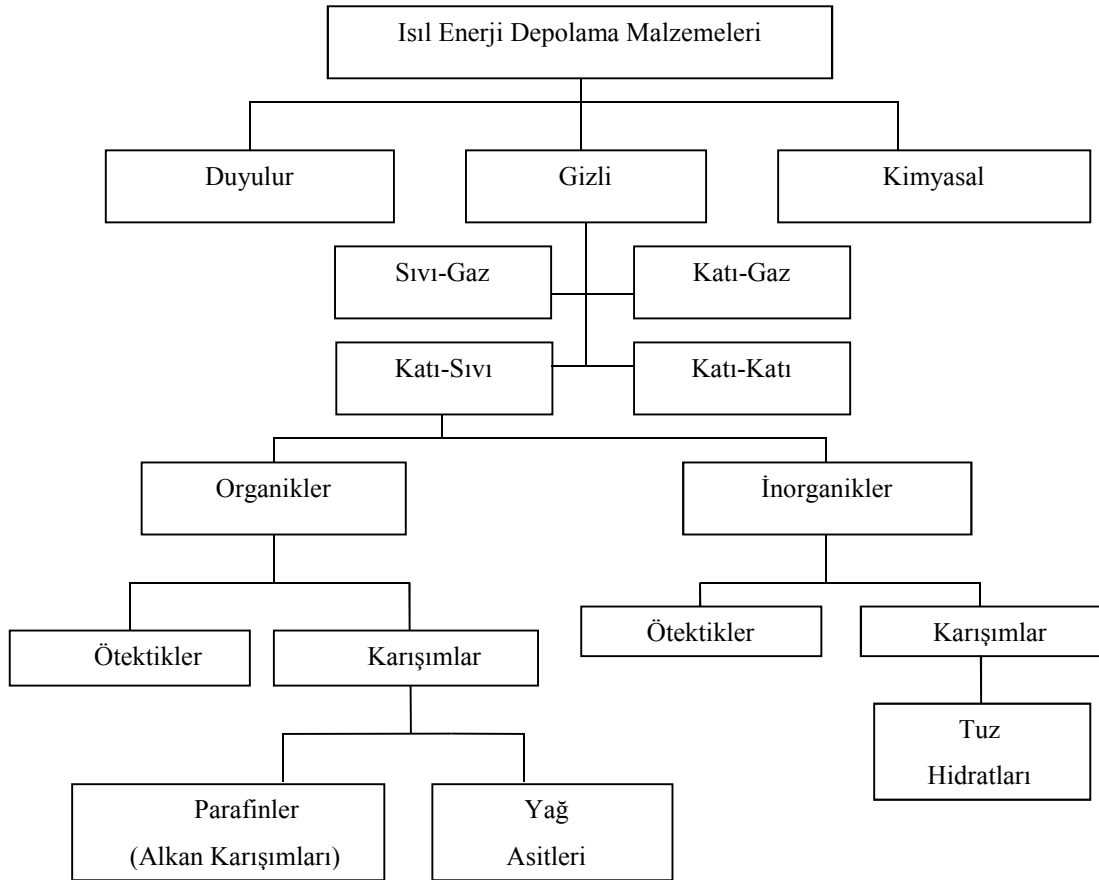 Isıl Enerji Depolama Malzemeleri
Duyulur
Gizli
Kimyasal
Sıvı-Gaz
Katı-Gaz
Katı-Sıvı
Katı-Katı
Organikler
İnorganikler
Ötektikler
Karışımlar
Ötektikler
Karışımlar
Tuz
Hidratları
Parafinler
(Alkan Karışımları)
Yağ
Asitleri